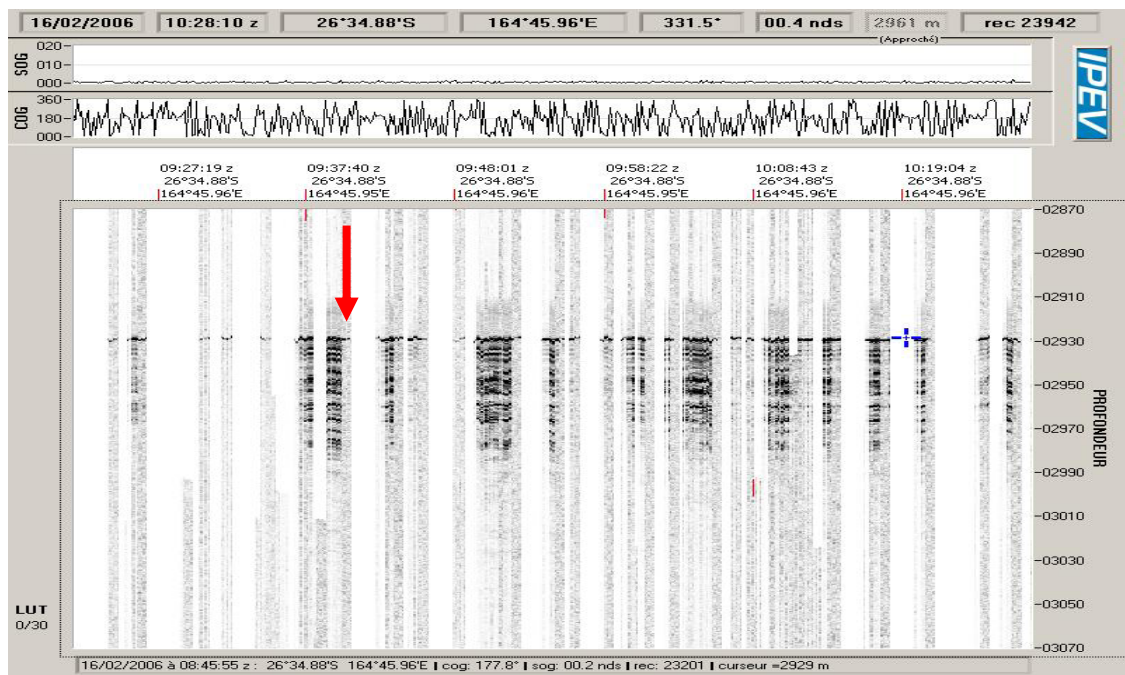 16/02/2006 10:28:10 z 26°34.88'S 164°45.96'E 331.5° 00.4 nds 2961 m rec 23942
(Approché)
SOG
020
010
000
COG
360
180
000
IPEV
09:27:19 z 09:37:40 z 09:48:01 z 09:58:22 z 10:08:43 z 10:19:04 z
26°34.88'S 26°34.88'S 26°34.88'S 26°34.88'S 26°34.88'S 26°34.88'S
164°45.96'E 164°45.95'E 164°45.96'E 164°45.95'E 164°45.96'E 164°45.96'E
02870
02890
02910
02930
02950
02970
02990
03010
03030
03050
03070
PROFONDEUR
LUT
0/30
16/02/2006 à 08:45:55 z : 26°34.88'S 164°45.96'E | cog: 177.8° | sog: 00.2 nds | rec: 23201 | curseur =2929 m